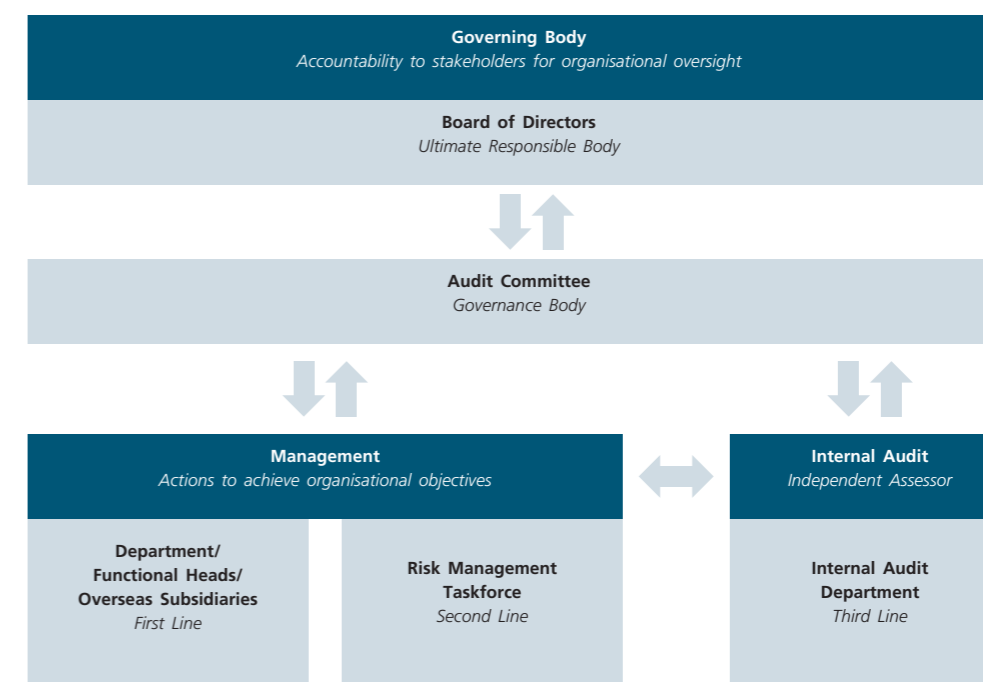 Governing Body
Accountability to stakeholders for organisational oversight
Board of Directors
Ultimate Responsible Body
Audit Committee
Governance Body
Management
Actions to achieve organisational objectives
Internal Audit
Independent Assessor
Department/
Functional Heads/
Overseas Subsidiaries
First Line
Risk Management
Taskforce
Second Line
Internal Audit
Department
Third Line